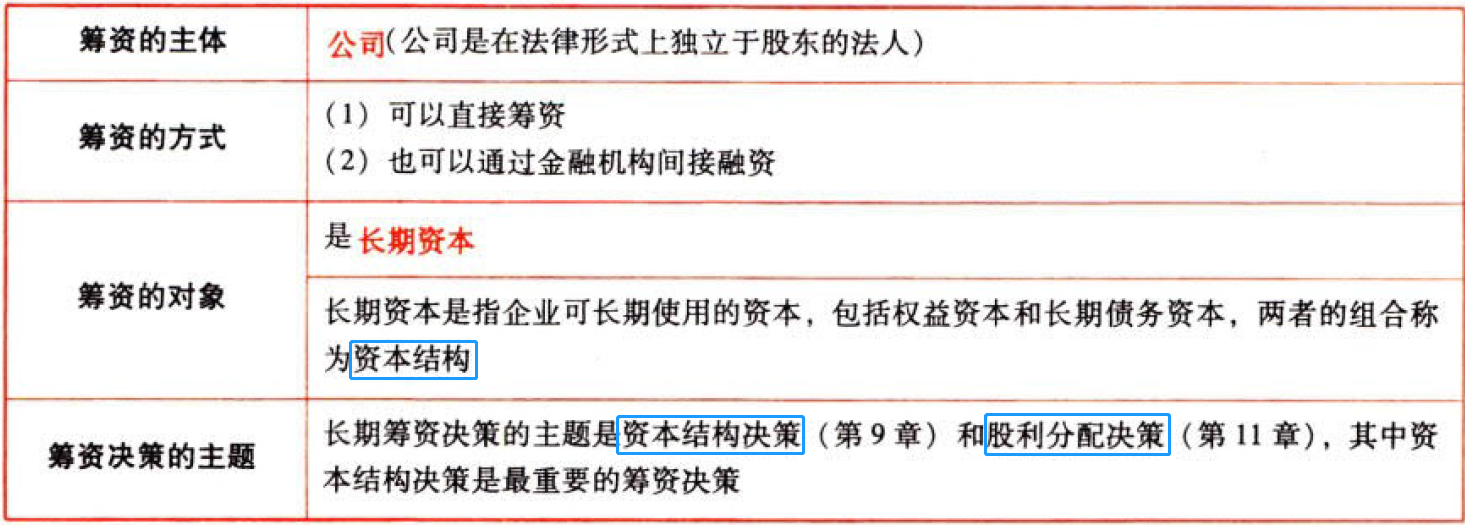 筹资的主体
公司(公司是在法律形式上独立于股东的法人)
筹资的方式
(1)可以直接筹资
(2)也可以通过金融机构间接融资
筹资的对象
是长期资本
长期资本是指企业可长期使用的资本，包括权益资本和长期债务资本，两者的组合称
为资本结构
筹资决策的主题
长期筹资决策的主题是资本结构决策（第9章）和股利分配决策（第11章），其中资
本结构决策是最重要的筹资决策